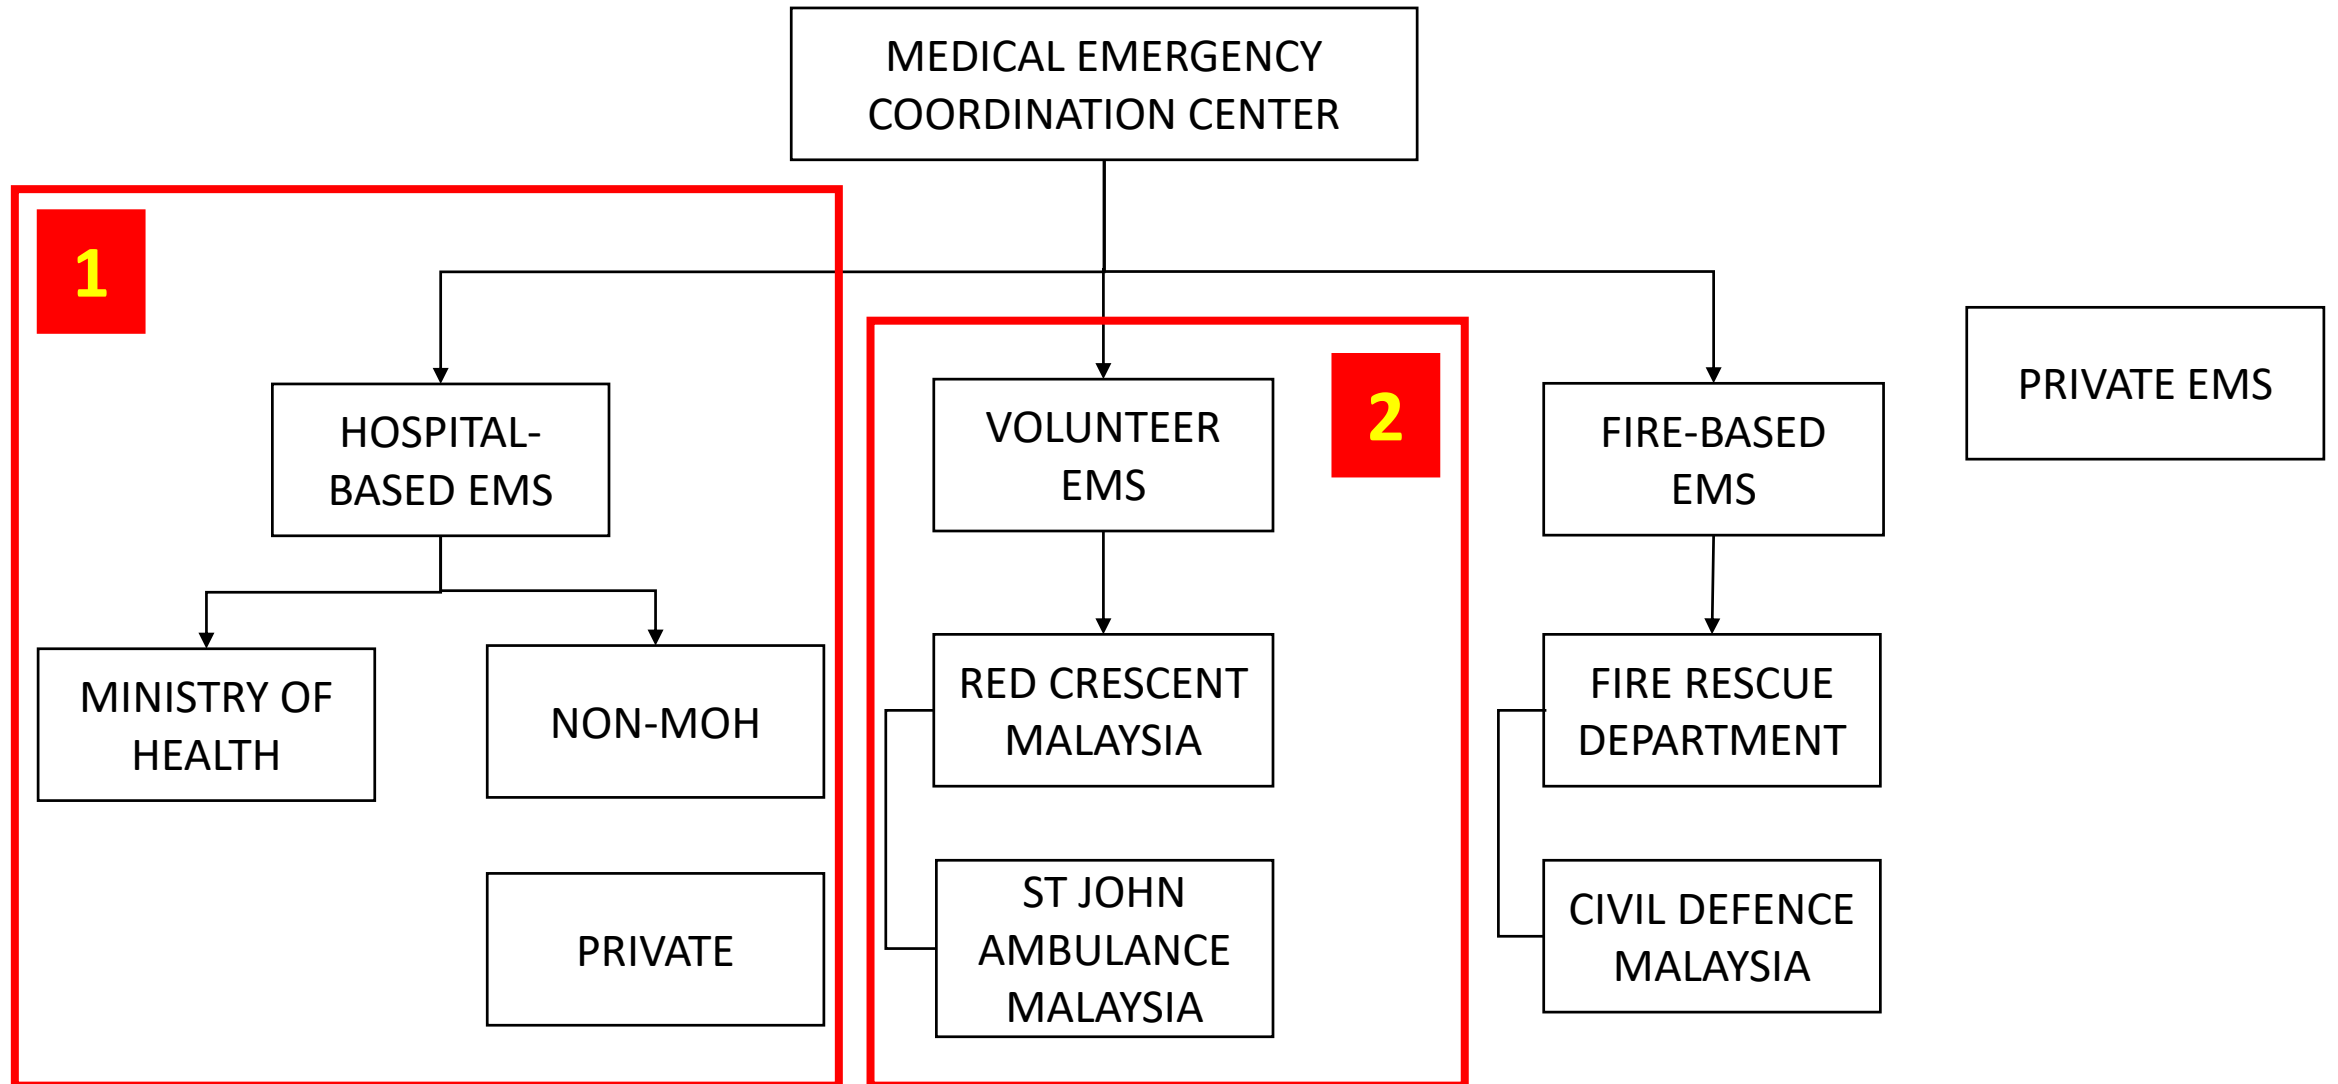 MEDICAL EMERGENCY
COORDINATION CENTER
1
HOSPITAL-
BASED EMS
MINISTRY OF
HEALTH
NON-MOH
PRIVATE
2
VOLUNTEER
EMS
RED CRESCENT
MALAYSIA
ST JOHN
AMBULANCE
MALAYSIA
FIRE-BASED
EMS
FIRE RESCUE
DEPARTMENT
CIVIL DEFENCE
MALAYSIA
PRIVATE EMS